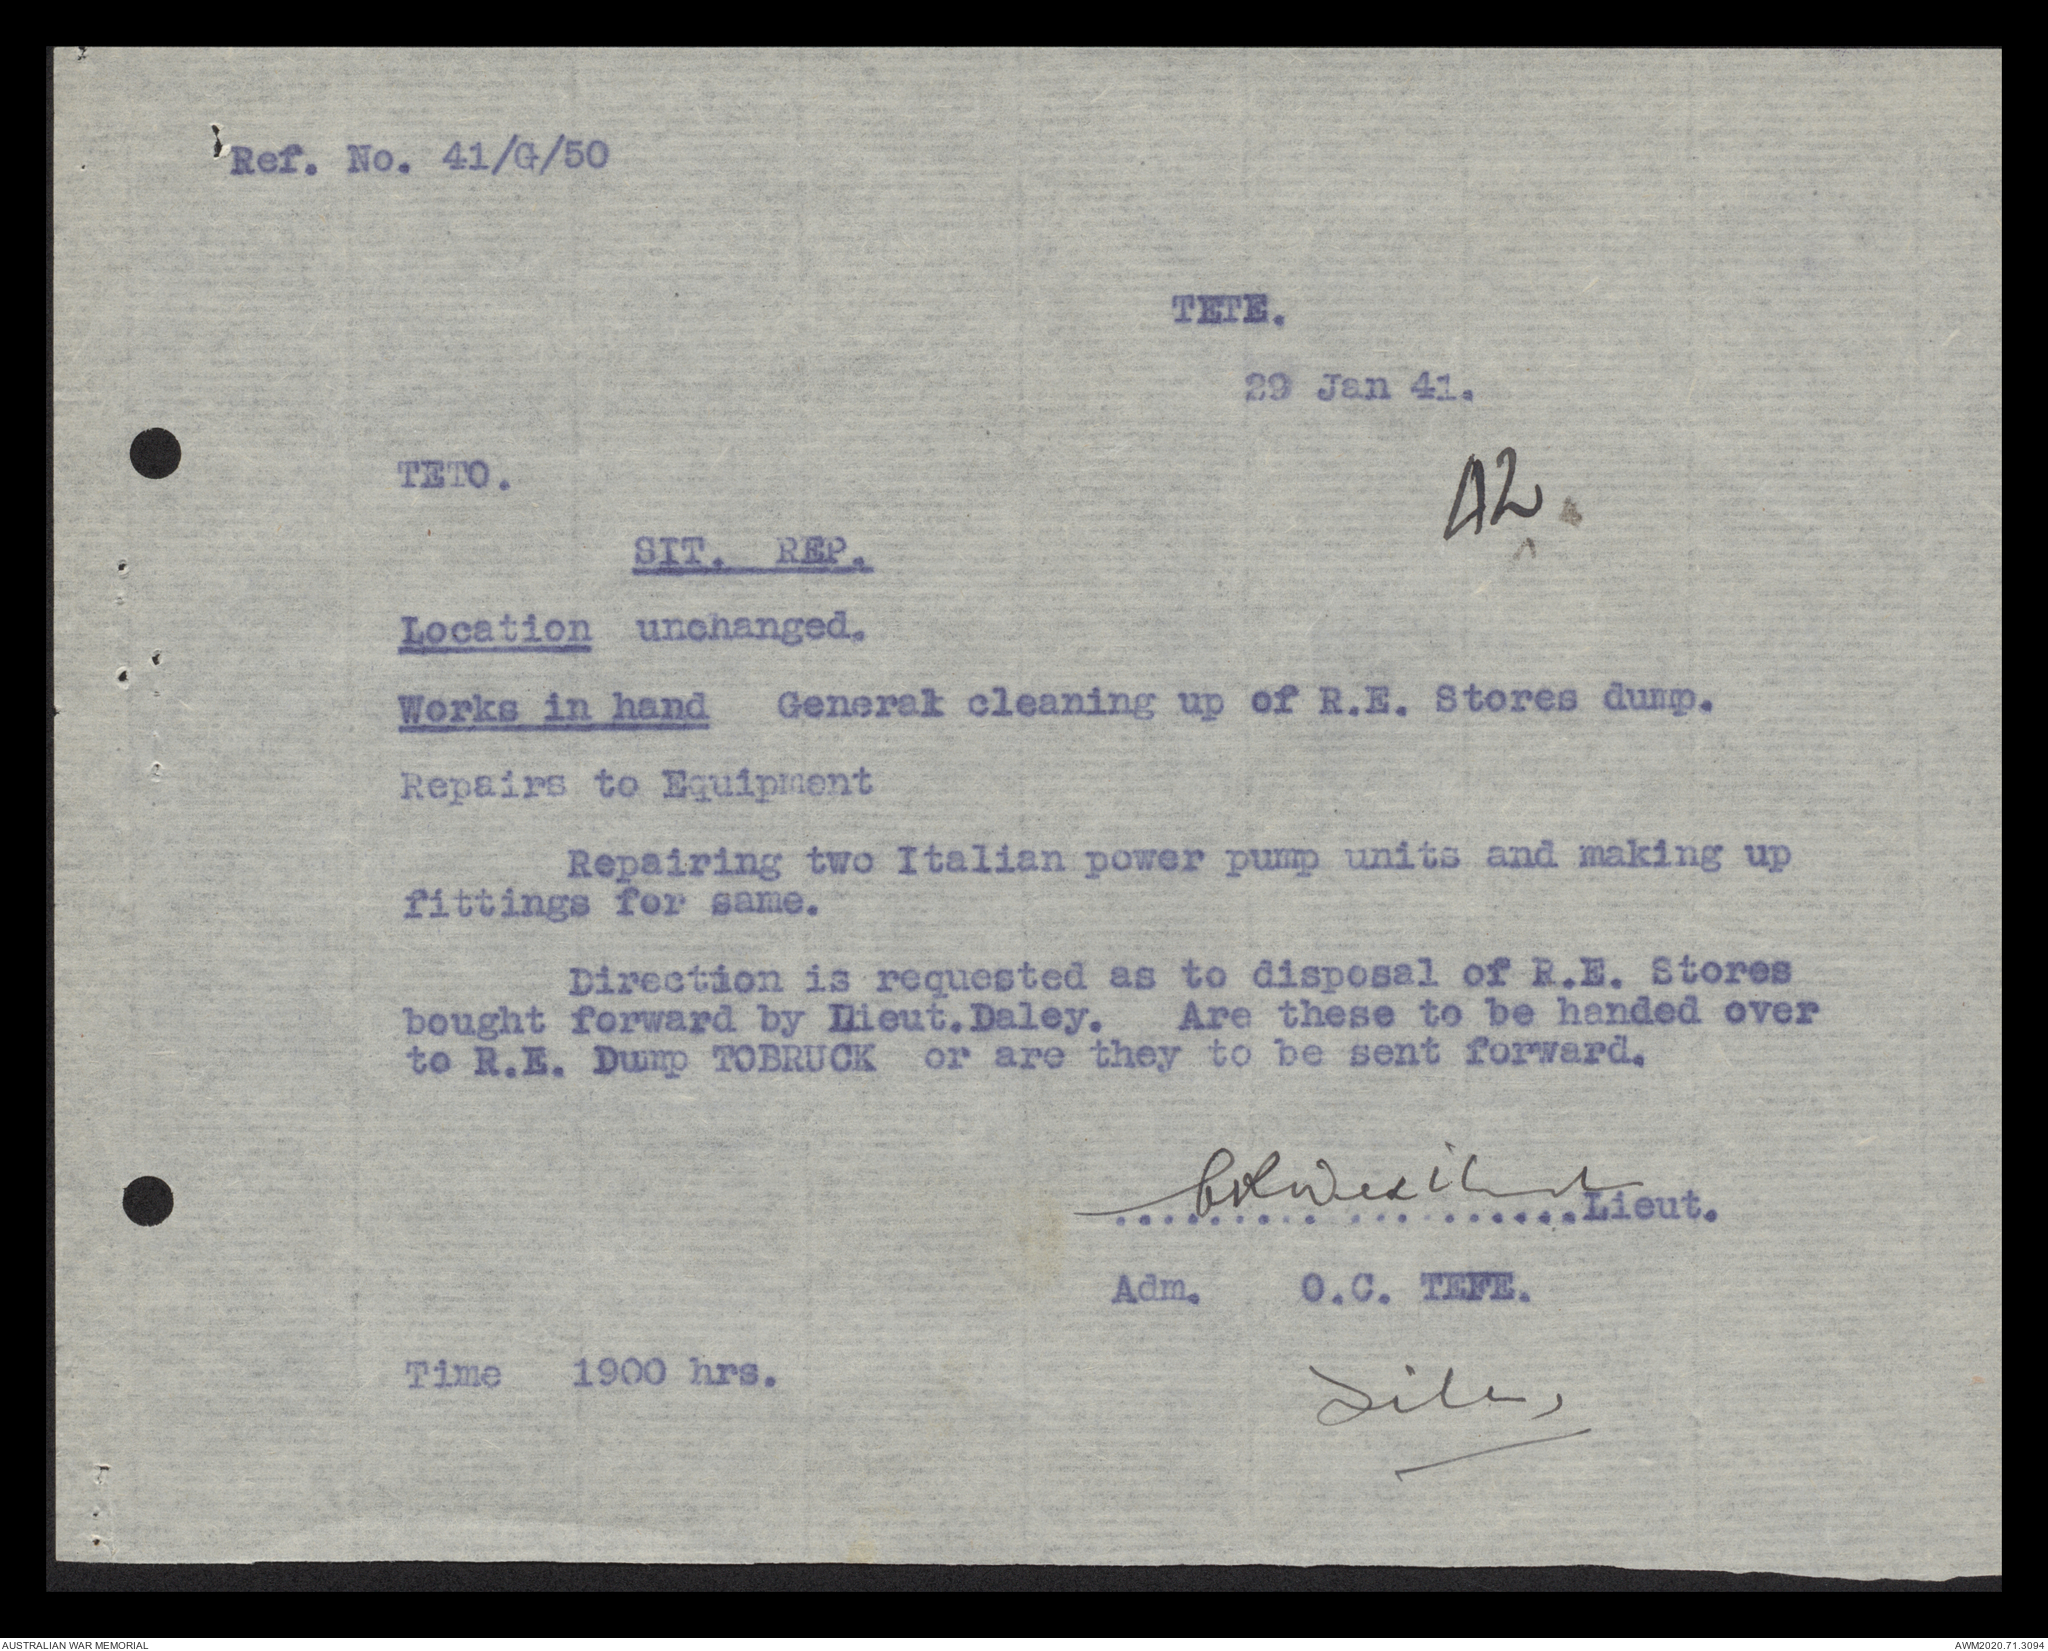 Ref. No. 41/G/50
TETE.
29 Jan 41.
TETO.
A2
SIT. REP.
Location unchanged.
Works in hand General cleaning up of R.E. Stores dump.
Repairs to Equipment
Repairing two Italian power pump units and making up
fittings for same.
Direction is requested as to disposal of R.E. Stores
bought forward by Lieut.Daley. Are these to be handed over
to R.E. Dump TOBRUCK or are they to be sent forward.
....................Lieut.
Adm. O.C. TEFE.
Time 1900 hrs.
AUSTRALIAN WAR MEMORIAL
AWM2020.71.3094